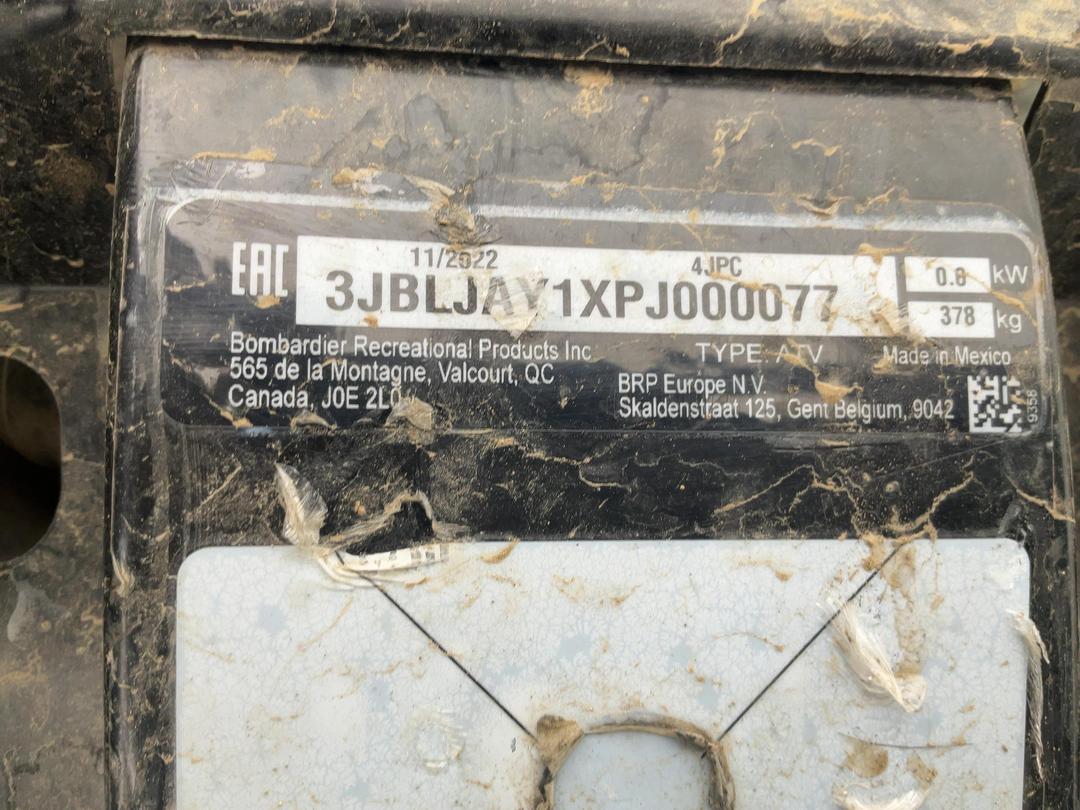 EAC
11/2022 4JPC
3JBLJAY1XPJ000077
0.8 kW
378 kg
Bombardier Recreational Products Inc
565 de la Montagne, Valcourt, QC
Canada, J0E 2L0
TYPE: ATV
Made in Mexico
BRP Europe N.V.
Skaldenstraat 125, Gent Belgium, 9042
9358